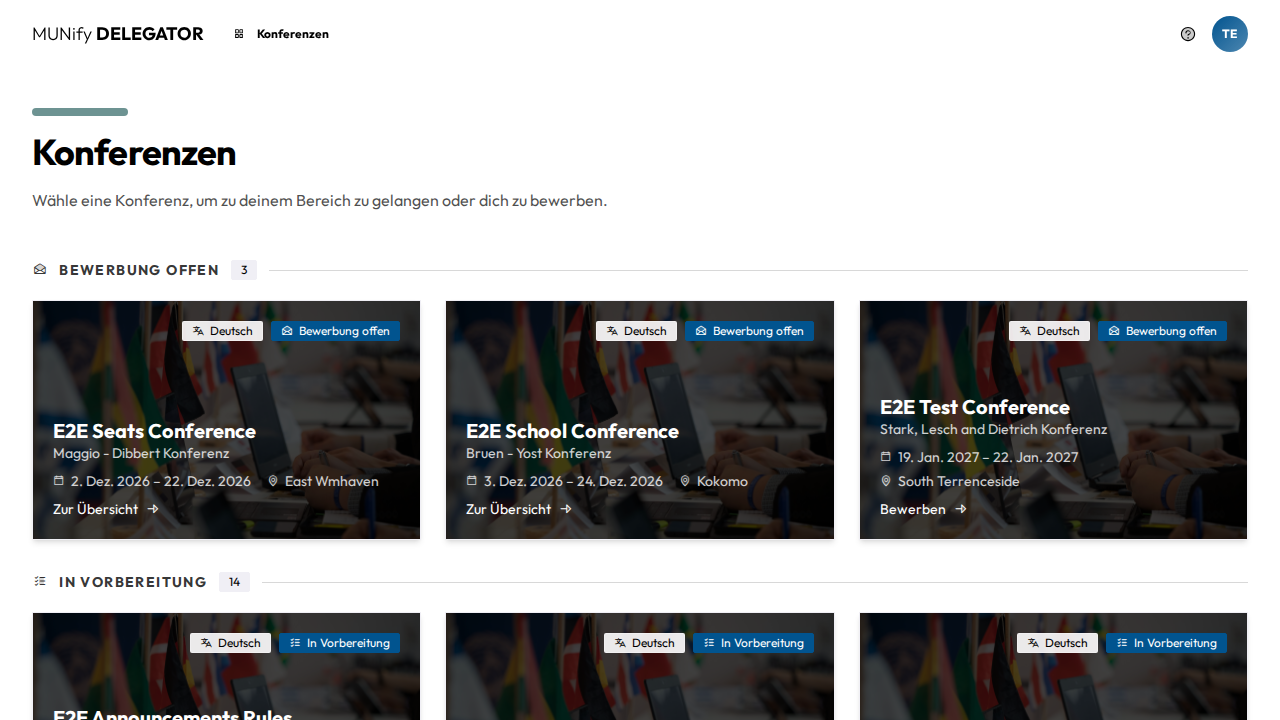 MUNify DELEGATOR
Konferenzen
TE
Konferenzen
Wähle eine Konferenz, um zu deinem Bereich zu gelangen oder dich zu bewerben.
BEWERBUNG OFFEN 3
Deutsch
Bewerbung offen
E2E Seats Conference
Maggio - Dibbert Konferenz
2. Dez. 2026 – 22. Dez. 2026
East Wmhaven
Zur Übersicht
Deutsch
Bewerbung offen
E2E School Conference
Bruen - Yost Konferenz
3. Dez. 2026 – 24. Dez. 2026
Kokomo
Zur Übersicht
Deutsch
Bewerbung offen
E2E Test Conference
Stark, Lesch and Dietrich Konferenz
19. Jan. 2027 – 22. Jan. 2027
South Terrenceside
Bewerben
IN VORBEREITUNG 14
Deutsch
In Vorbereitung
E2E Announcements Rules
Deutsch
In Vorbereitung
Deutsch
In Vorbereitung